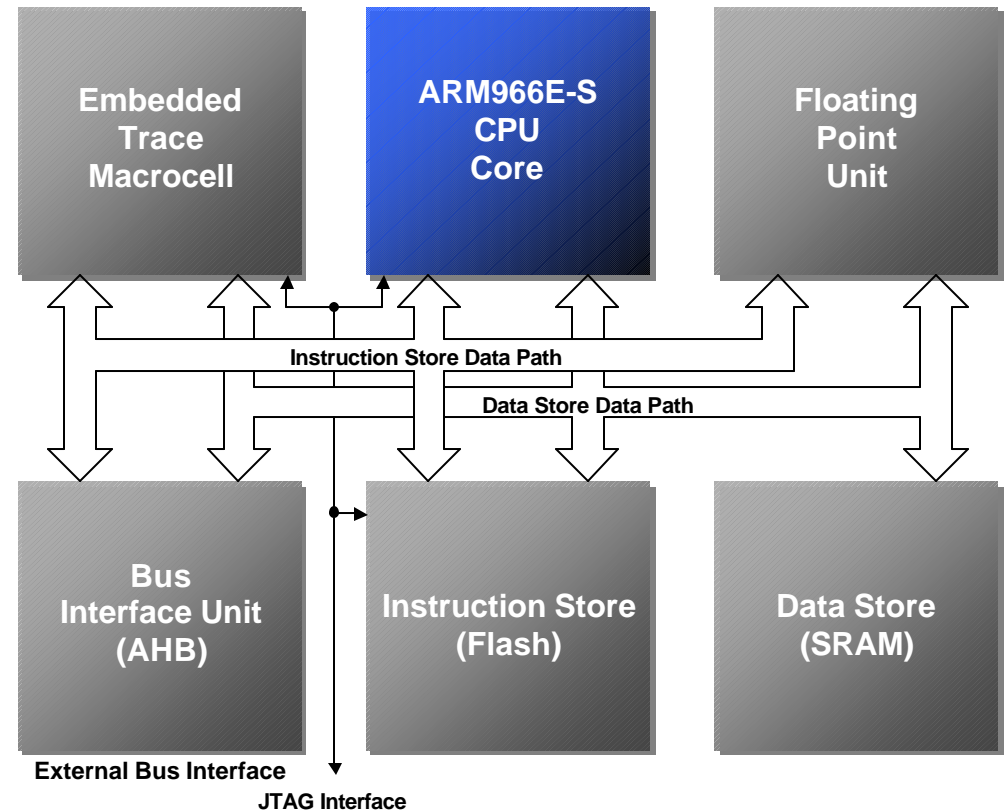 Embedded
Trace
Macrocell
ARM966E-S
CPU
Core
Floating
Point
Unit
Instruction Store Data Path
Data Store Data Path
Bus
Interface Unit
(AHB)
Instruction Store
(Flash)
Data Store
(SRAM)
External Bus Interface
JTAG Interface